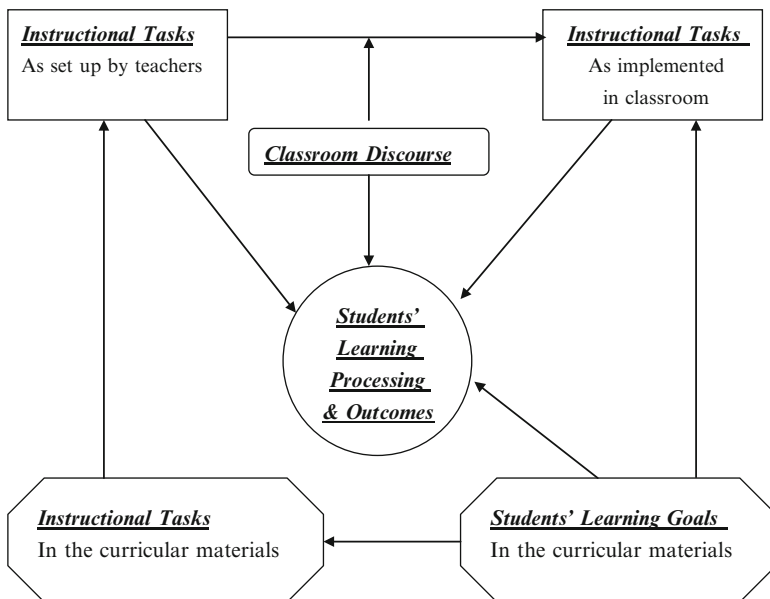 Instructional Tasks
As set up by teachers
Instructional Tasks
As implemented
in classroom
Classroom Discourse
Students’
Learning
Processing
& Outcomes
Instructional Tasks
In the curricular materials
Students’ Learning Goals
In the curricular materials